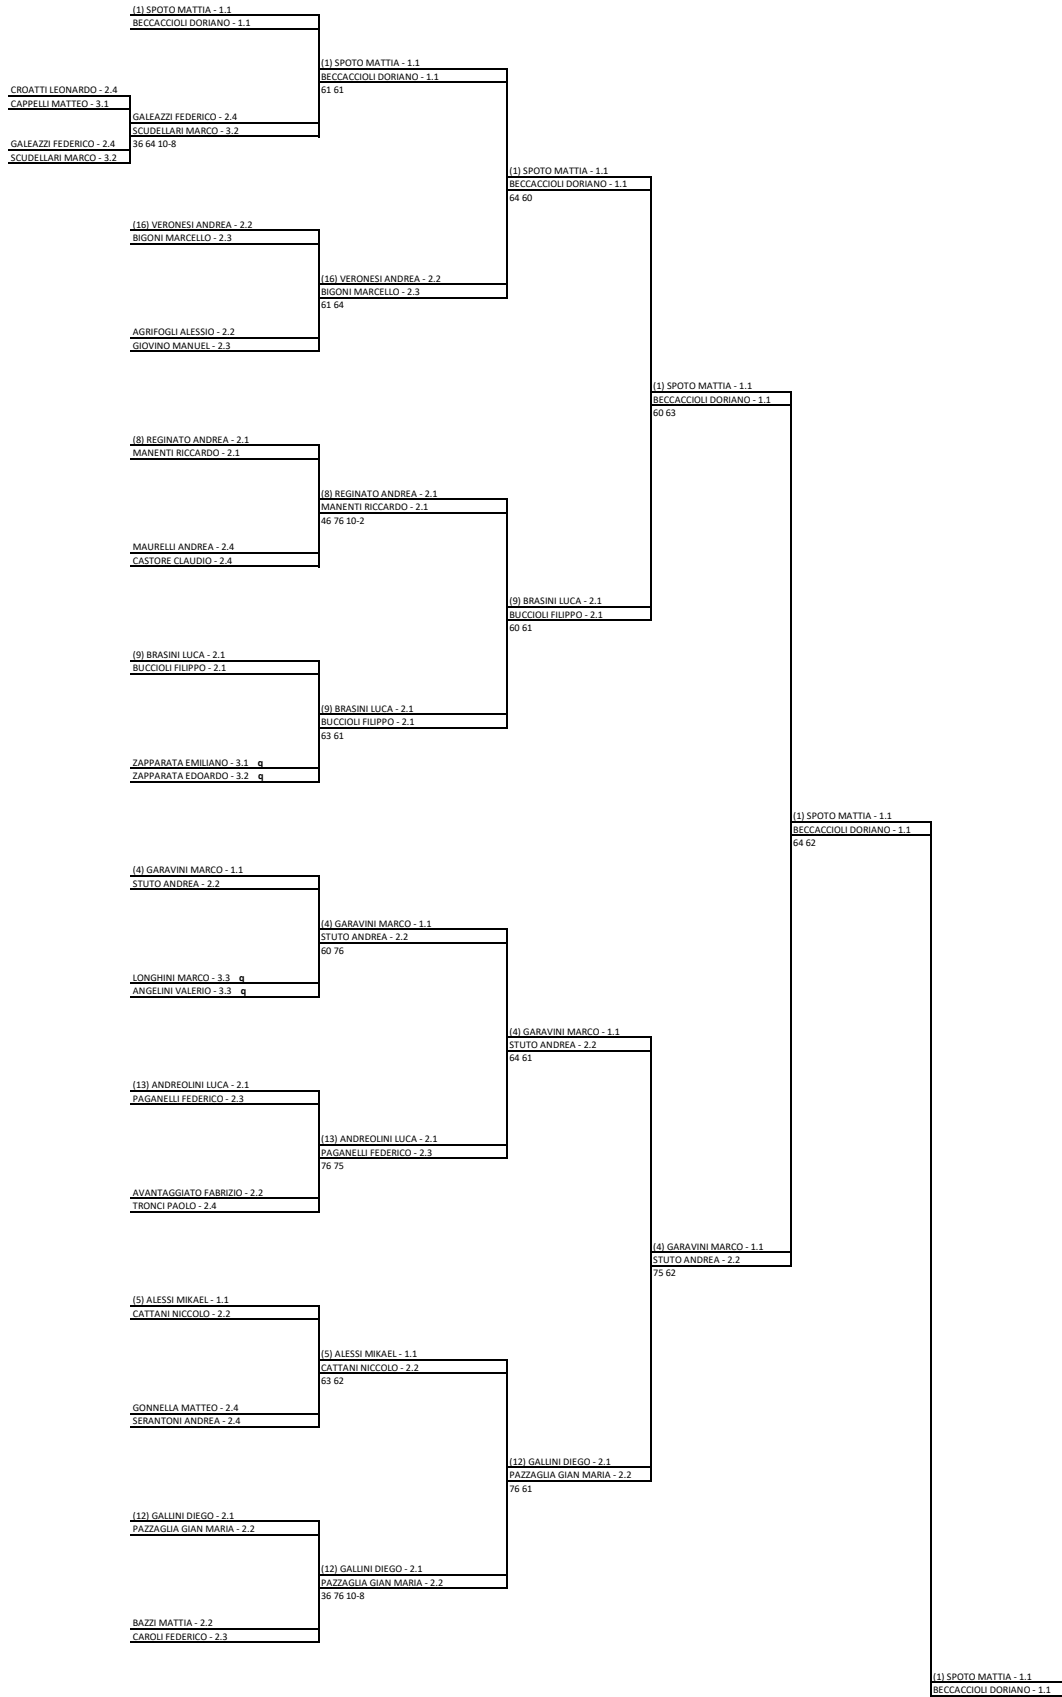 (1) SPOTO MATTIA - 1.1
BECCACCIOLI DORIANO - 1.1
(1) SPOTO MATTIA - 1.1
BECCACCIOLI DORIANO - 1.1
61 61
CROATTI LEONARDO - 2.4
CAPPELLI MATTEO - 3.1
GALEAZZI FEDERICO - 2.4
SCUDELLARI MARCO - 3.2
36 64 10-8
GALEAZZI FEDERICO - 2.4
SCUDELLARI MARCO - 3.2
(1) SPOTO MATTIA - 1.1
BECCACCIOLI DORIANO - 1.1
64 60
(16) VERONESI ANDREA - 2.2
BIGONI MARCELLO - 2.3
(16) VERONESI ANDREA - 2.2
BIGONI MARCELLO - 2.3
61 64
AGRIFOGLI ALESSIO - 2.2
GIOVINO MANUEL - 2.3
(1) SPOTO MATTIA - 1.1
BECCACCIOLI DORIANO - 1.1
60 63
(8) REGINATO ANDREA - 2.1
MANENTI RICCARDO - 2.1
(8) REGINATO ANDREA - 2.1
MANENTI RICCARDO - 2.1
46 76 10-2
MAURELLI ANDREA - 2.4
CASTORE CLAUDIO - 2.4
(9) BRASINI LUCA - 2.1
BUCCIOLI FILIPPO - 2.1
60 61
(9) BRASINI LUCA - 2.1
BUCCIOLI FILIPPO - 2.1
(9) BRASINI LUCA - 2.1
BUCCIOLI FILIPPO - 2.1
63 61
ZAPPARATA EMILIANO - 3.1 q
ZAPPARATA EDOARDO - 3.2 q
(1) SPOTO MATTIA - 1.1
BECCACCIOLI DORIANO - 1.1
64 62
(4) GARAVINI MARCO - 1.1
STUTO ANDREA - 2.2
(4) GARAVINI MARCO - 1.1
STUTO ANDREA - 2.2
60 76
LONGHINI MARCO - 3.3 q
ANGELINI VALERIO - 3.3 q
(4) GARAVINI MARCO - 1.1
STUTO ANDREA - 2.2
64 61
(13) ANDREOLINI LUCA - 2.1
PAGANELLI FEDERICO - 2.3
(13) ANDREOLINI LUCA - 2.1
PAGANELLI FEDERICO - 2.3
76 75
AVANTAGGIATO FABRIZIO - 2.2
TRONCI PAOLO - 2.4
(4) GARAVINI MARCO - 1.1
STUTO ANDREA - 2.2
75 62
(5) ALESSI MIKAEL - 1.1
CATTANI NICCOLO - 2.2
(5) ALESSI MIKAEL - 1.1
CATTANI NICCOLO - 2.2
63 62
GONNELLA MATTEO - 2.4
SERANTONI ANDREA - 2.4
(12) GALLINI DIEGO - 2.1
PAZZAGLIA GIAN MARIA - 2.2
76 61
(12) GALLINI DIEGO - 2.1
PAZZAGLIA GIAN MARIA - 2.2
(12) GALLINI DIEGO - 2.1
PAZZAGLIA GIAN MARIA - 2.2
36 76 10-8
BAZZI MATTIA - 2.2
CAROLI FEDERICO - 2.3
(1) SPOTO MATTIA - 1.1
BECCACCIOLI DORIANO - 1.1